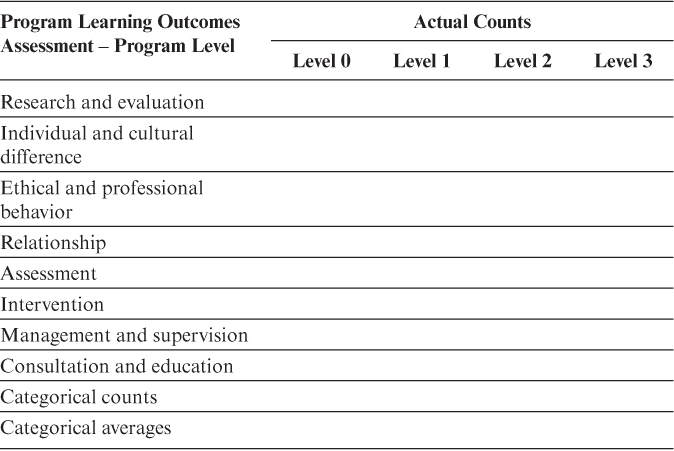 Program Learning Outcomes
Assessment – Program Level
Actual Counts
Level 0 Level 1 Level 2 Level 3
Research and evaluation
Individual and cultural
difference
Ethical and professional
behavior
Relationship
Assessment
Intervention
Management and supervision
Consultation and education
Categorical counts
Categorical averages